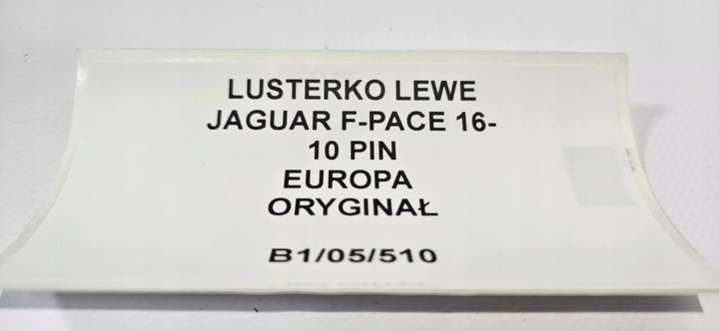 LUSTERKO LEWE
JAGUAR F-PACE 16-
10 PIN
EUROPA
ORYGINAŁ
B1/05/510